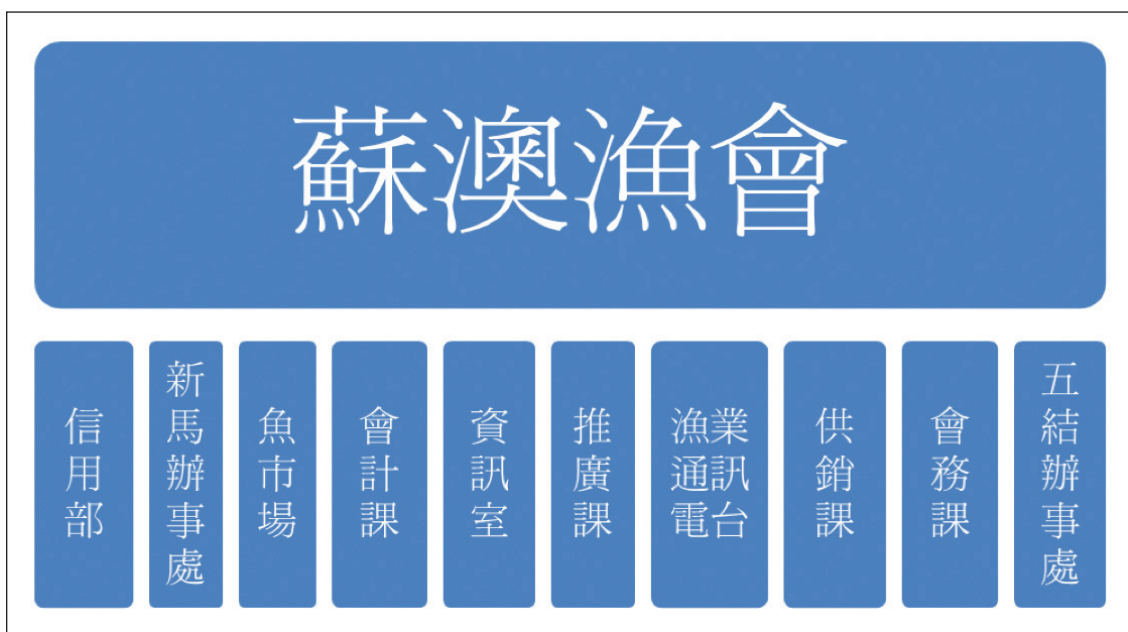 蘇澳漁會
信用部
新馬辦事處
魚市場
會計課
資訊室
推廣課
漁業通訊電台
供銷課
會務課
五結辦事處